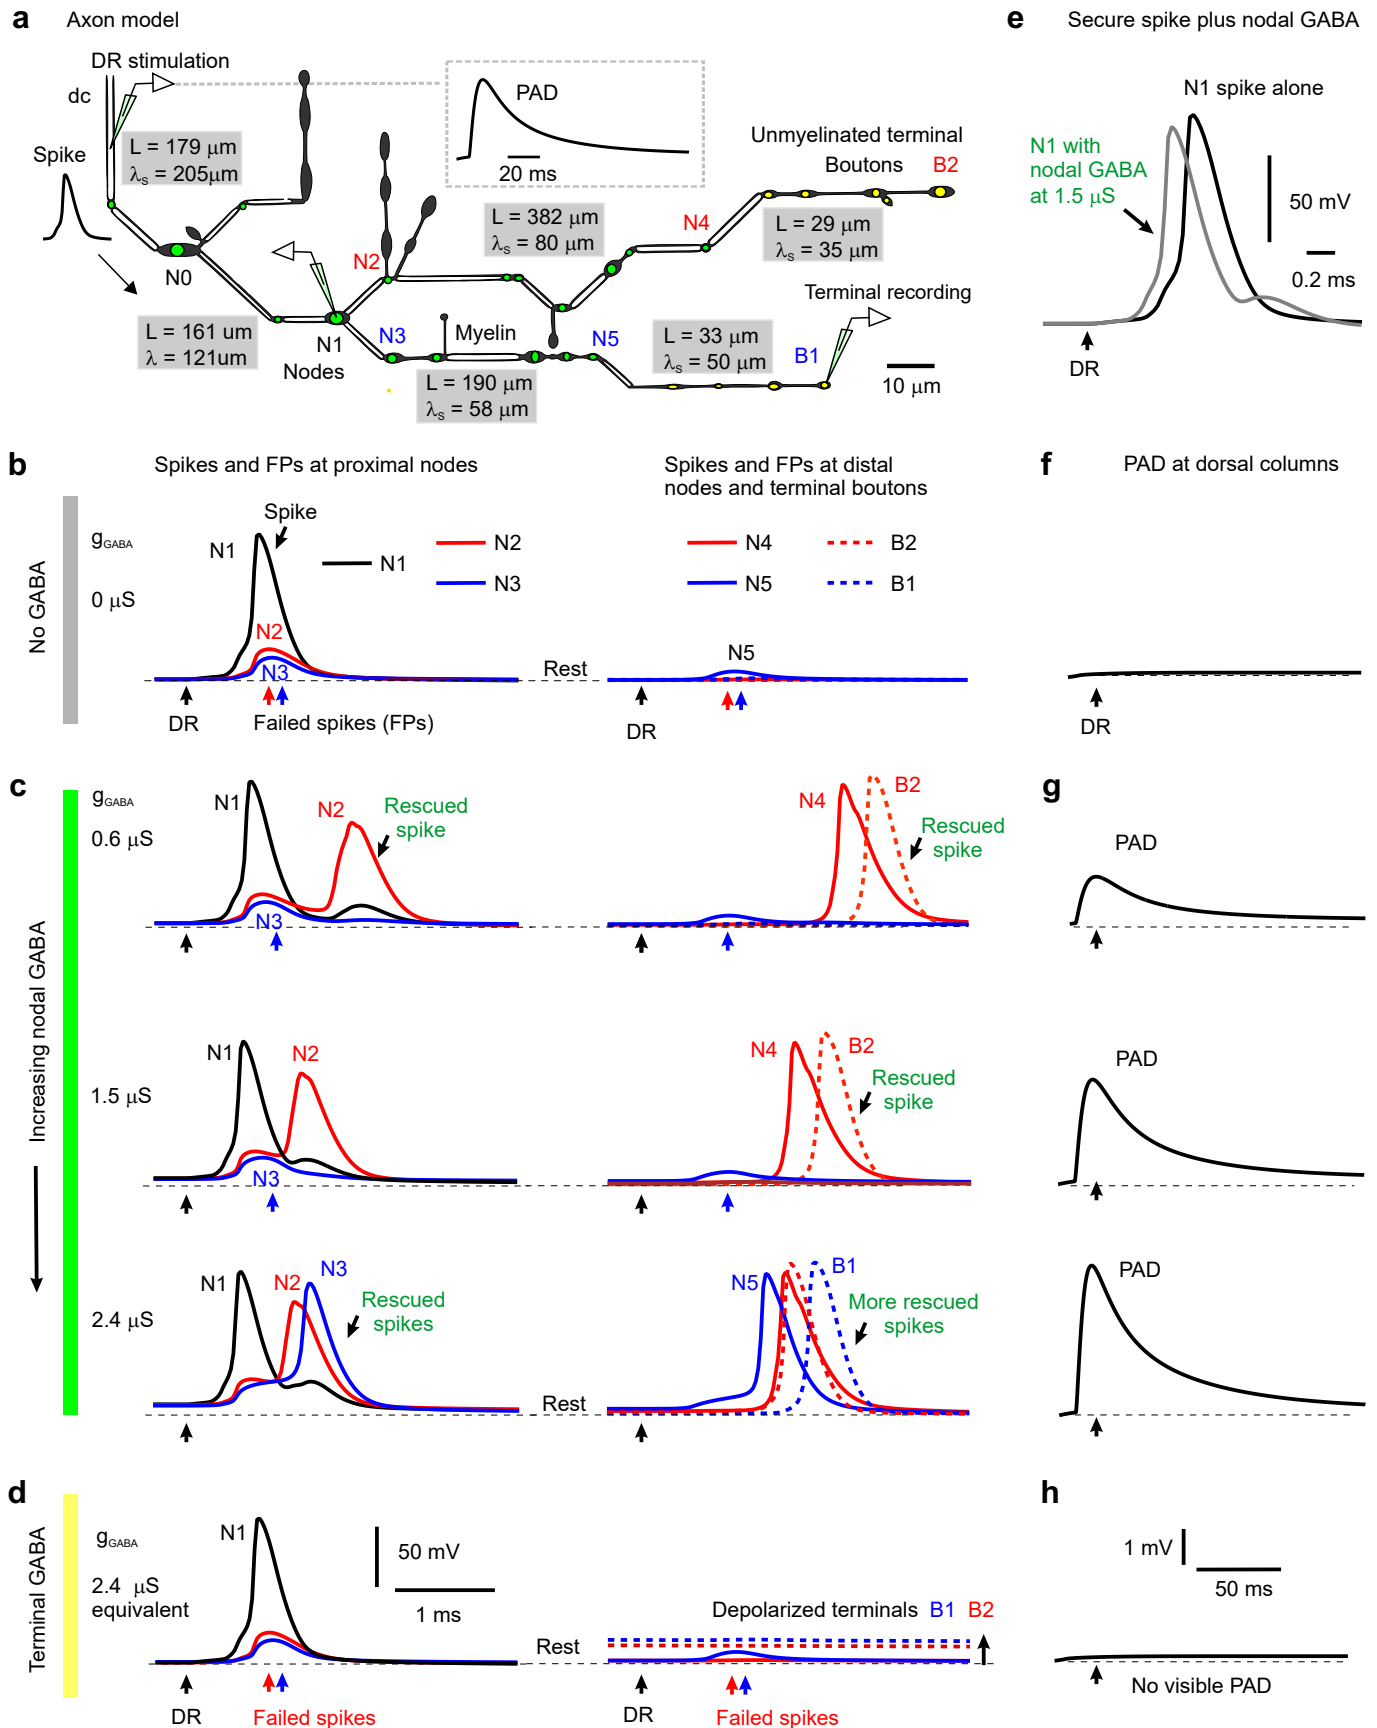 a Axon model
DR stimulation
dc
Spike
L = 179 μm
λs = 205μm
PAD
20 ms
Unmyelinated terminal
Boutons B2
L = 382 μm
λs = 80 μm
N4
L = 29 μm
λs = 35 μm
N2
N0
Terminal recording
L = 161 um
λ = 121um
N1
Nodes
N3
Myelin
N5
L = 33 μm
λs = 50 μm
B1
L = 190 μm
λs = 58 μm
10 μm
e Secure spike plus nodal GABA
N1 spike alone
N1 with
nodal GABA
at 1.5 μS
50 mV
0.2 ms
DR
b Spikes and FPs at proximal nodes
Spikes and FPs at distal
nodes and terminal boutons
No GABA
gGABA
0 μS
Spike
N1
N1
N2
N3
N2
N3
DR
Failed spikes (FPs)
Rest
N4
N5
B2
B1
N5
DR
f PAD at dorsal columns
DR
c
Increasing nodal GABA
gGABA
0.6 μS
N1
N2
Rescued
spike
N3
N4
B2
Rescued
spike
g
PAD
1.5 μS
N1
N2
N3
N4
B2
Rescued
spike
PAD
2.4 μS
N1
N2
N3
Rescued
spikes
Rest
N5
B1
More rescued
spikes
PAD
d
Terminal GABA
gGABA
2.4 μS
equivalent
N1
50 mV
1 ms
DR
Failed spikes
Rest
Depolarized terminals B1 B2
DR
Failed spikes
h
1 mV
50 ms
No visible PAD